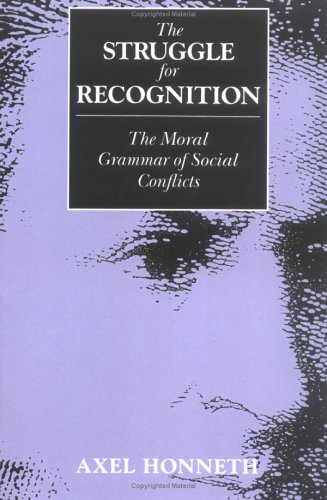 The
STRUGGLE
for
RECOGNITION
The Moral
Grammar of Social
Conflicts
AXEL HONNETH